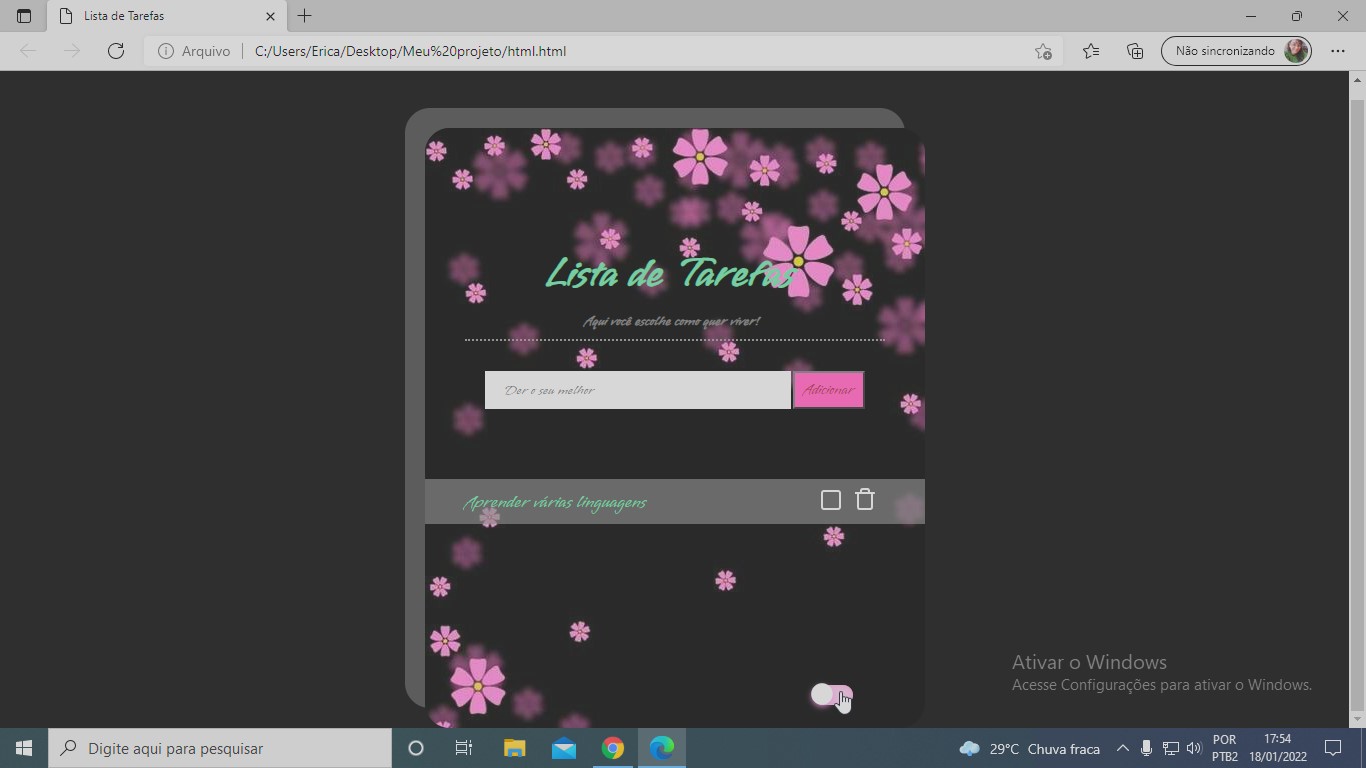 Lista de Tarefas
Arquivo
C:/Users/Erica/Desktop/Meu%20projeto/html.html
Não sincronizando
Lista de Tarefas
Aqui você escolhe como quer viver!
Der o seu melhor
Adicionar
Aprender várias linguagens
Ativar o Windows
Acesse Configurações para ativar o Windows.
Digite aqui para pesquisar
29°C Chuva fraca
POR
PTB2
17:54
18/01/2022